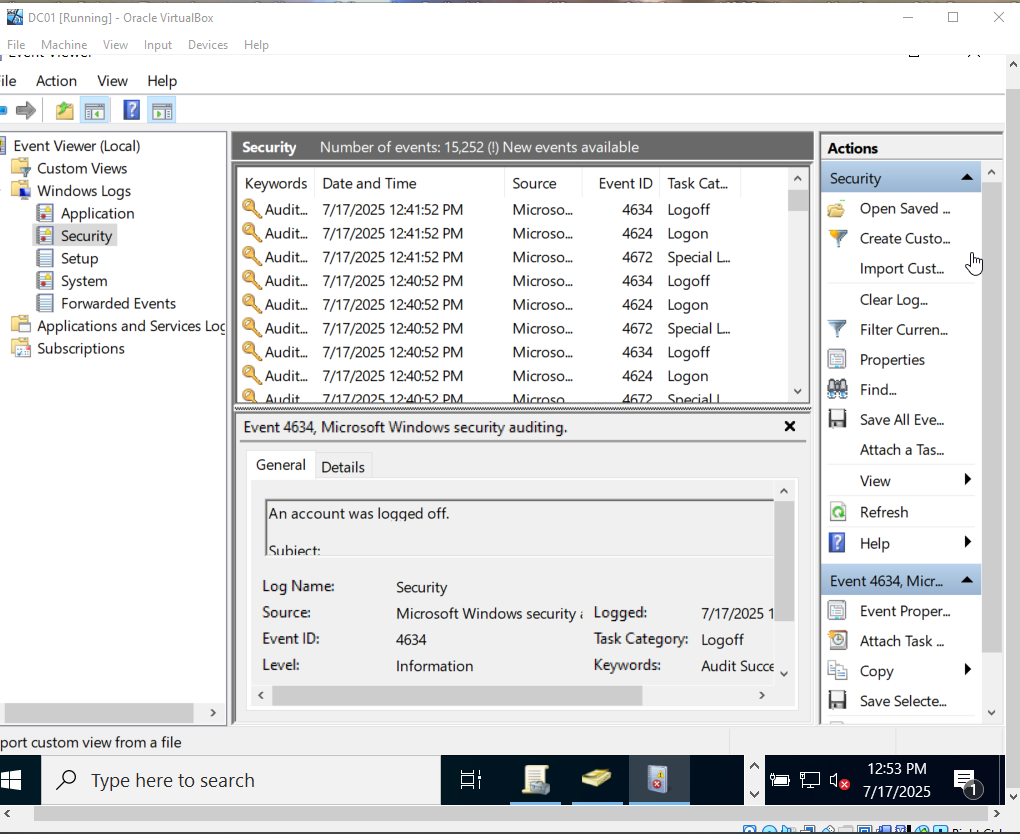 DC01 [Running] - Oracle VirtualBox
File Machine View Input Devices Help
Event Viewer
ile Action View Help
Event Viewer (Local)
Custom Views
Windows Logs
Application
Security
Setup
System
Forwarded Events
Applications and Services Log
Subscriptions
Security Number of events: 15,252 (!) New events available
Keywords Date and Time Source Event ID Task Cat...
Audit... 7/17/2025 12:41:52 PM Microso... 4634 Logoff
Audit... 7/17/2025 12:41:52 PM Microso... 4624 Logon
Audit... 7/17/2025 12:41:52 PM Microso... 4672 Special L...
Audit... 7/17/2025 12:40:52 PM Microso... 4634 Logoff
Audit... 7/17/2025 12:40:52 PM Microso... 4624 Logon
Audit... 7/17/2025 12:40:52 PM Microso... 4672 Special L...
Audit... 7/17/2025 12:40:52 PM Microso... 4634 Logoff
Audit... 7/17/2025 12:40:52 PM Microso... 4624 Logon
Audit... 7/17/2025 12:40:52 PM Microso... 4672 Special L
Event 4634, Microsoft Windows security auditing.
General Details
An account was logged off.
Subject:
Log Name: Security
Source: Microsoft Windows security a Logged: 7/17/2025 1
Event ID: 4634 Task Category: Logoff
Level: Information Keywords: Audit Succe
Actions
Security
Open Saved ...
Create Custo...
Import Cust...
Clear Log...
Filter Curren...
Properties
Find...
Save All Eve...
Attach a Tas...
View
Refresh
Help
Event 4634, Micr...
Event Proper...
Attach Task ...
Copy
Save Selecte...
port custom view from a file
Type here to search
12:53 PM
7/17/2025
1
Right Ctrl